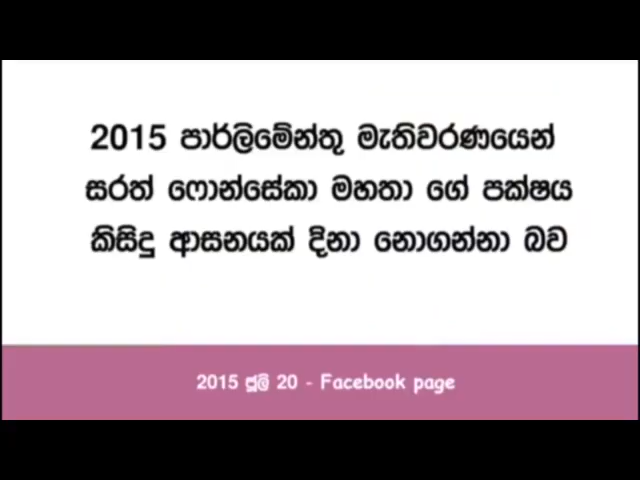 2015 පාර්ලිමේන්තු මැතිවරණයෙන්
සරත් ෆොන්සේකා මහතා ගේ පක්ෂය
කිසිදු ආසනයක් දිනා නොගන්නා බව
2015 ජූලි 20 - Facebook page